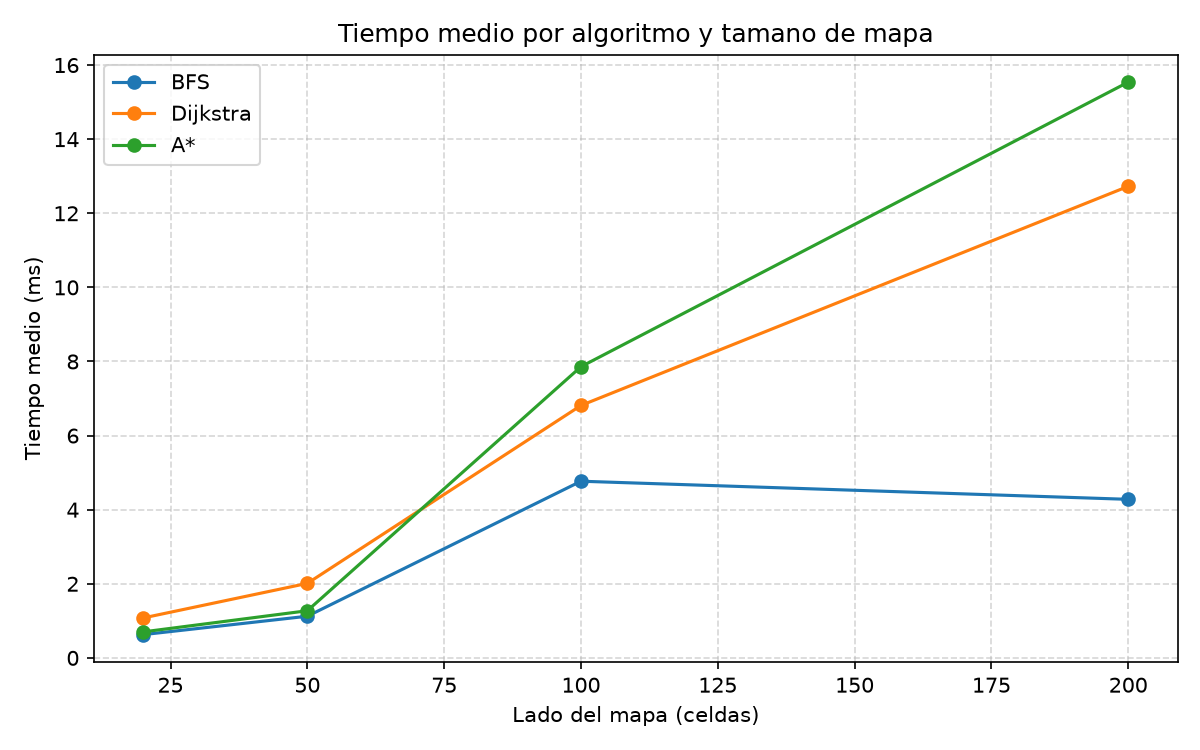 Tiempo medio por algoritmo y tamano de mapa
BFS
Dijkstra
A*
Tiempo medio (ms)
16
14
12
10
8
6
4
2
0
25 50 75 100 125 150 175 200
Lado del mapa (celdas)